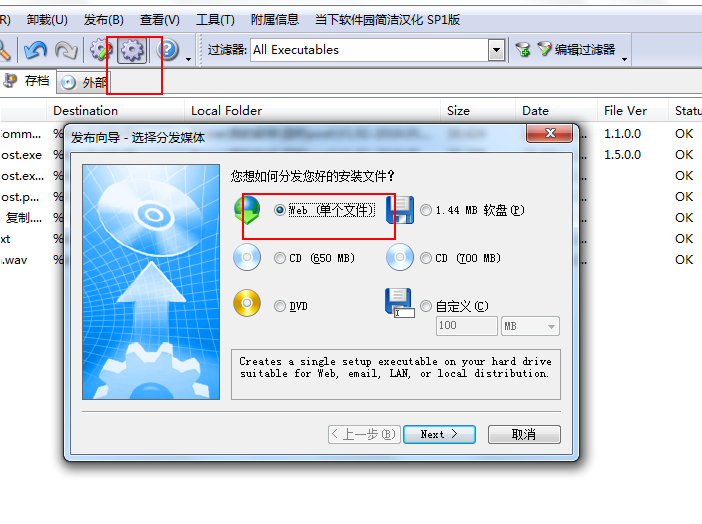 R) 卸载(U) 发布(B) 查看(V) 工具(T) 附属信息 当下软件园简洁汉化 SP1版
过滤器: All Executables 编辑过滤器
存档 外部
Destination Local Folder Size Date File Ver Statu
Comm... %
发布向导 - 选择分发媒体
1.1.0.0 OK
ost.exe %
1.5.0.0 OK
ost.ex... %
OK
ost.p... %
OK
复制.... %
OK
xt %
OK
.wav %
OK
您想如何分发您好的安装文件?
Web (单个文件) 1.44 MB 软盘(F)
CD (650 MB) CD (700 MB)
DVD 自定义(C)
100 MB
Creates a single setup executable on your hard drive
suitable for Web, email, LAN, or local distribution.
< 上一步(B) Next > 取消